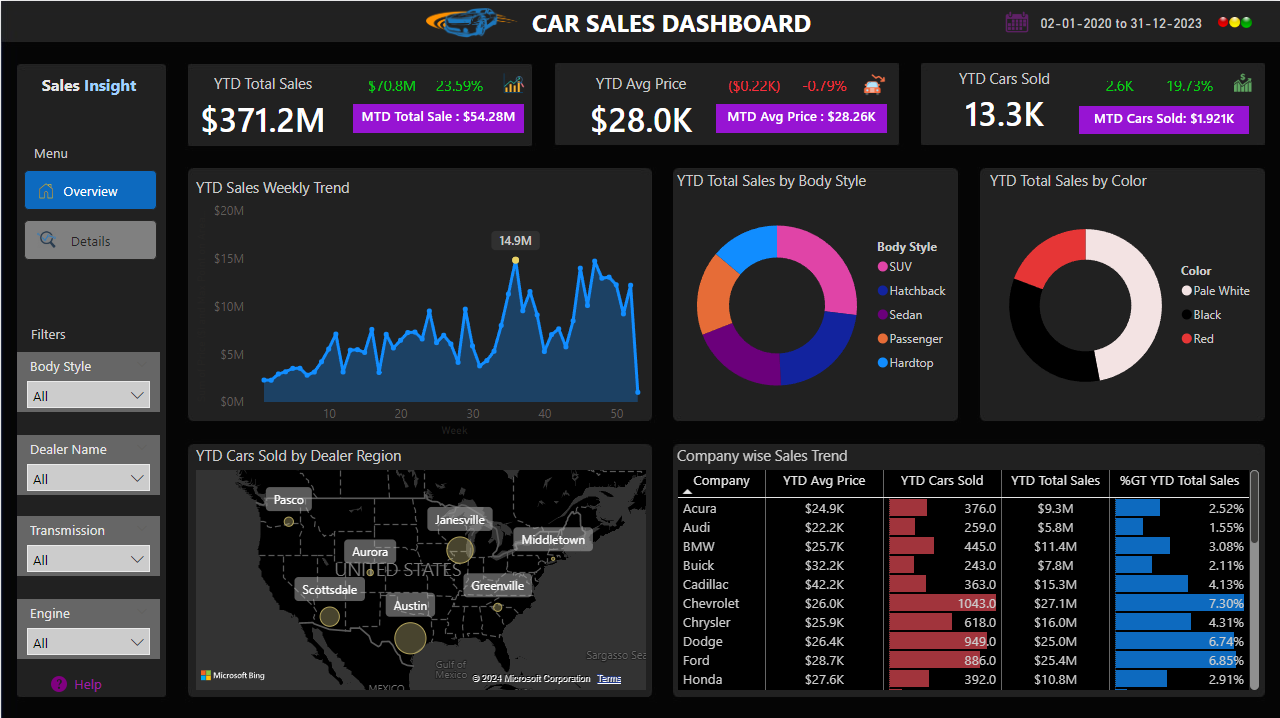 CAR SALES DASHBOARD
02-01-2020 to 31-12-2023
Sales Insight
Menu
Overview
Details
Filters
Body Style
All
Dealer Name
All
Transmission
All
Engine
All
Help
YTD Total Sales
$70.8M 23.59%
$371.2M
MTD Total Sale : $54.28M
YTD Avg Price
($0.22K) -0.79%
$28.0K
MTD Avg Price : $28.26K
YTD Cars Sold
2.6K 19.73%
13.3K
MTD Cars Sold: $1.921K
YTD Sales Weekly Trend
$20M
$15M
$10M
$5M
$0M
14.9M
10 20 30 40 50
Week
YTD Total Sales by Body Style
Body Style
SUV
Hatchback
Sedan
Passenger
Hardtop
YTD Total Sales by Color
Color
Pale White
Black
Red
YTD Cars Sold by Dealer Region
Pasco
Janesville
Middletown
Aurora
UNITED STATES
Scottsdale
Greenville
Austin
Sargasso Sea
Gulf of
Mexico
MEXICO
Microsoft Bing
© 2024 Microsoft Corporation Terms
Company wise Sales Trend
Company YTD Avg Price YTD Cars Sold YTD Total Sales %GT YTD Total Sales
Acura $24.9K 376.0 $9.3M 2.52%
Audi $22.2K 259.0 $5.8M 1.55%
BMW $25.7K 445.0 $11.4M 3.08%
Buick $32.2K 243.0 $7.8M 2.11%
Cadillac $42.2K 363.0 $15.3M 4.13%
Chevrolet $26.0K 1043.0 $27.1M 7.30%
Chrysler $25.9K 618.0 $16.0M 4.31%
Dodge $26.4K 949.0 $25.0M 6.74%
Ford $28.7K 886.0 $25.4M 6.85%
Honda $27.6K 392.0 $10.8M 2.91%